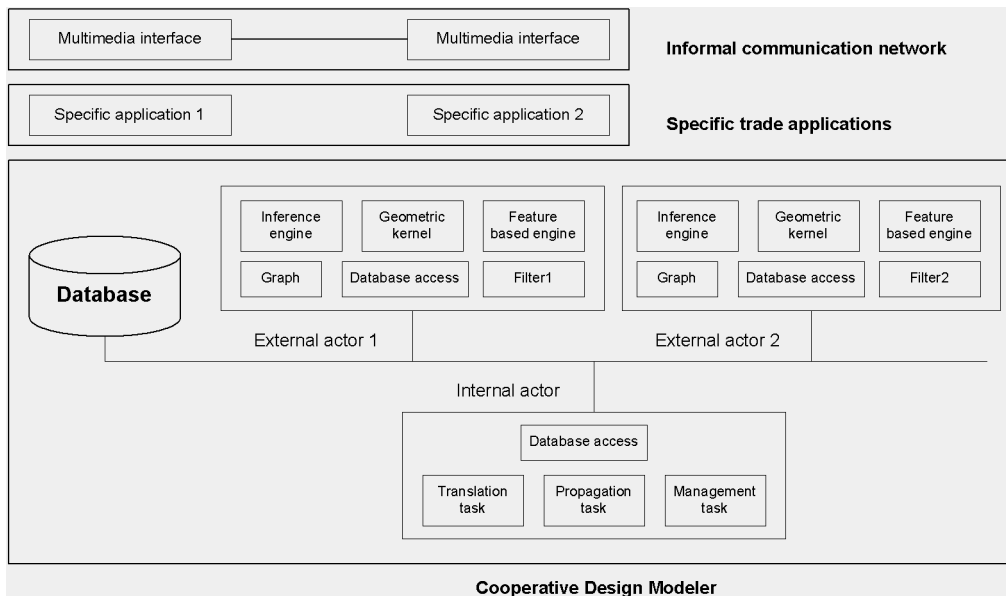 Multimedia interface
Multimedia interface
Informal communication network
Specific application 1
Specific application 2
Specific trade applications
Database
Inference
engine
Geometric
kernel
Feature
based engine
Graph
Database access
Filter1
External actor 1
Inference
engine
Geometric
kernel
Feature
based engine
Graph
Database access
Filter2
External actor 2
Internal actor
Database access
Translation
task
Propagation
task
Management
task
Cooperative Design Modeler